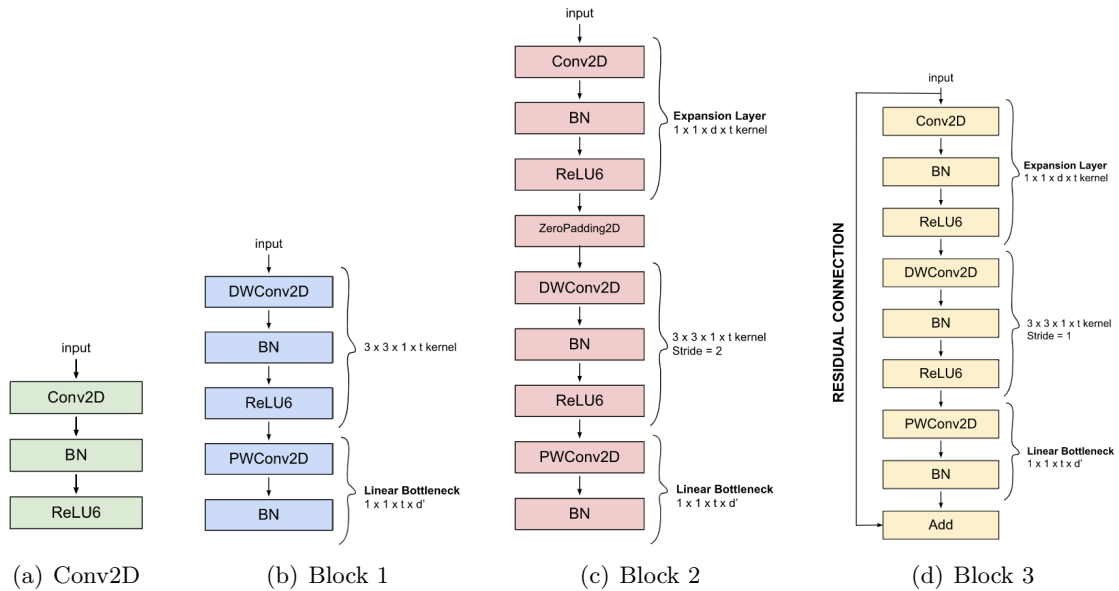 input
Conv2D
BN
ReLU6
(a) Conv2D
input
DWConv2D
BN
ReLU6
3 x 3 x 1 x t kernel
PWConv2D
BN
Linear Bottleneck
1 x 1 x t x d'
(b) Block 1
input
Conv2D
BN
ReLU6
Expansion Layer
1 x 1 x d x t kernel
ZeroPadding2D
DWConv2D
BN
ReLU6
3 x 3 x 1 x t kernel
Stride = 2
PWConv2D
BN
Linear Bottleneck
1 x 1 x t x d'
(c) Block 2
input
RESIDUAL CONNECTION
Conv2D
BN
ReLU6
Expansion Layer
1 x 1 x d x t kernel
DWConv2D
BN
ReLU6
3 x 3 x 1 x t kernel
Stride = 1
PWConv2D
BN
Linear Bottleneck
1 x 1 x t x d'
Add
(d) Block 3